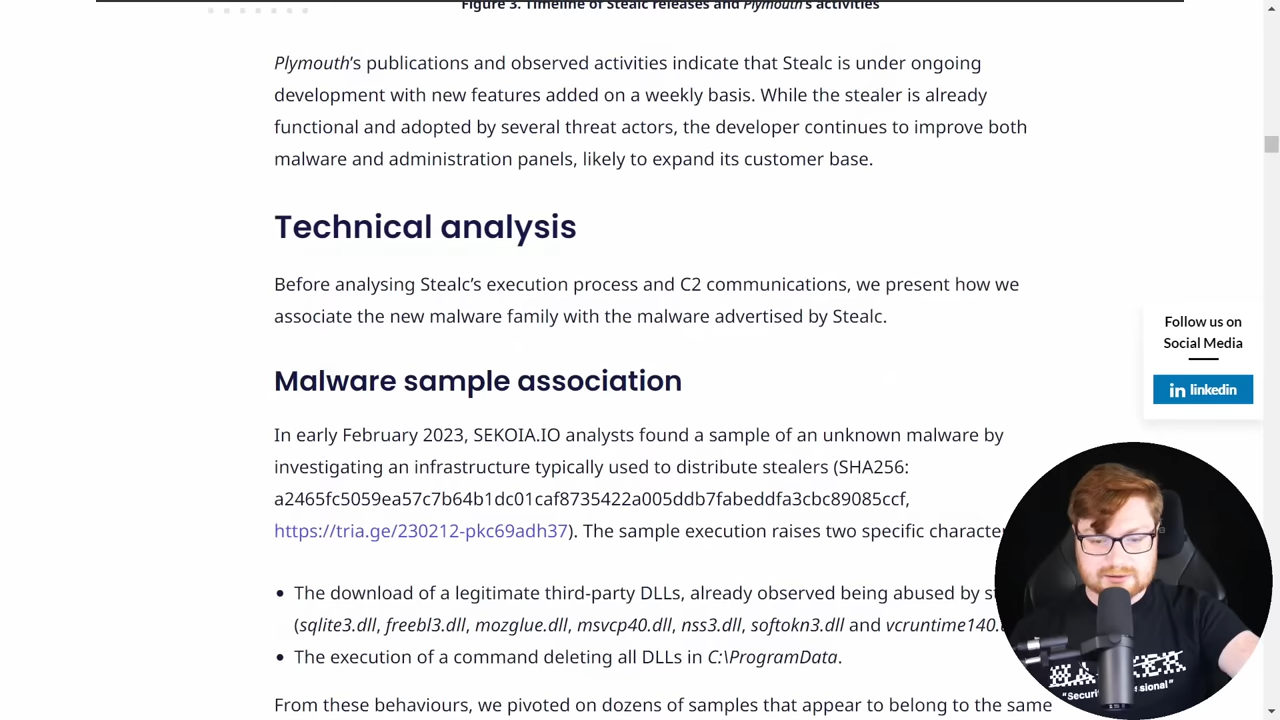 Figure 3. Timeline of Stealc releases and Plymouth's activities
Plymouth's publications and observed activities indicate that Stealc is under ongoing
development with new features added on a weekly basis. While the stealer is already
functional and adopted by several threat actors, the developer continues to improve both
malware and administration panels, likely to expand its customer base.
Technical analysis
Before analysing Stealc's execution process and C2 communications, we present how we
associate the new malware family with the malware advertised by Stealc.
Malware sample association
In early February 2023, SEKOIA.IO analysts found a sample of an unknown malware by
investigating an infrastructure typically used to distribute stealers (SHA256:
a2465fc5059ea57c7b64b1dc01caf8735422a005ddb7fabeddfa3cbc89085ccf,
https://tria.ge/230212-pkc69adh37). The sample execution raises two specific
• The download of a legitimate third-party DLLs, already observed being abused by
(sqlite3.dll, freebl3.dll, mozglue.dll, msvcp40.dll, nss3.dll, softokn3.dll and
• The execution of a command deleting all DLLs in C:\ProgramData.
From these behaviours, we pivoted on dozens of samples that appear to belong to the same
Follow us on
Social Media
in linkedin